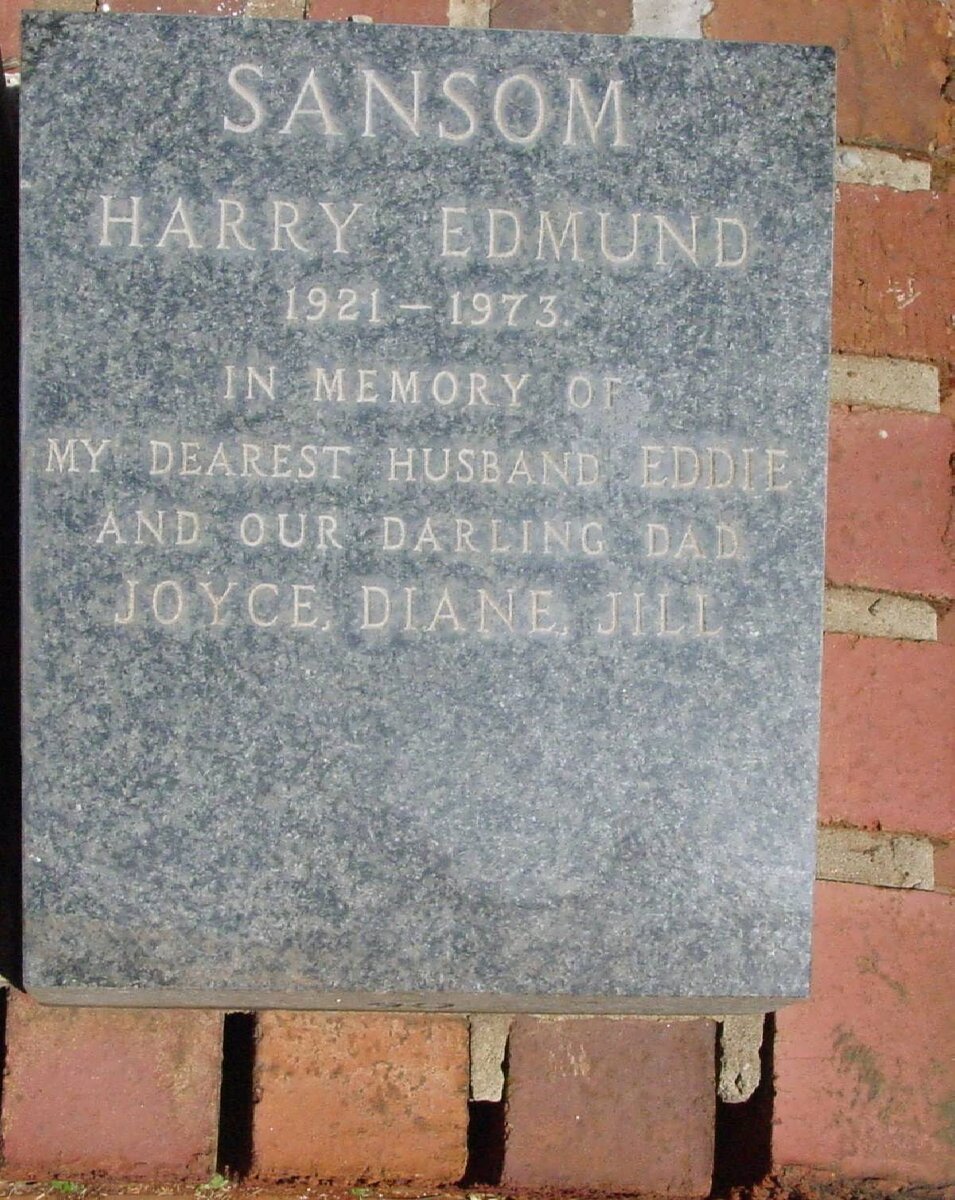 SANSOM
HARRY EDMUND
1921 – 1973.
IN MEMORY OF
MY DEAREST HUSBAND EDDIE
AND OUR DARLING DAD
JOYCE, DIANE, JILL